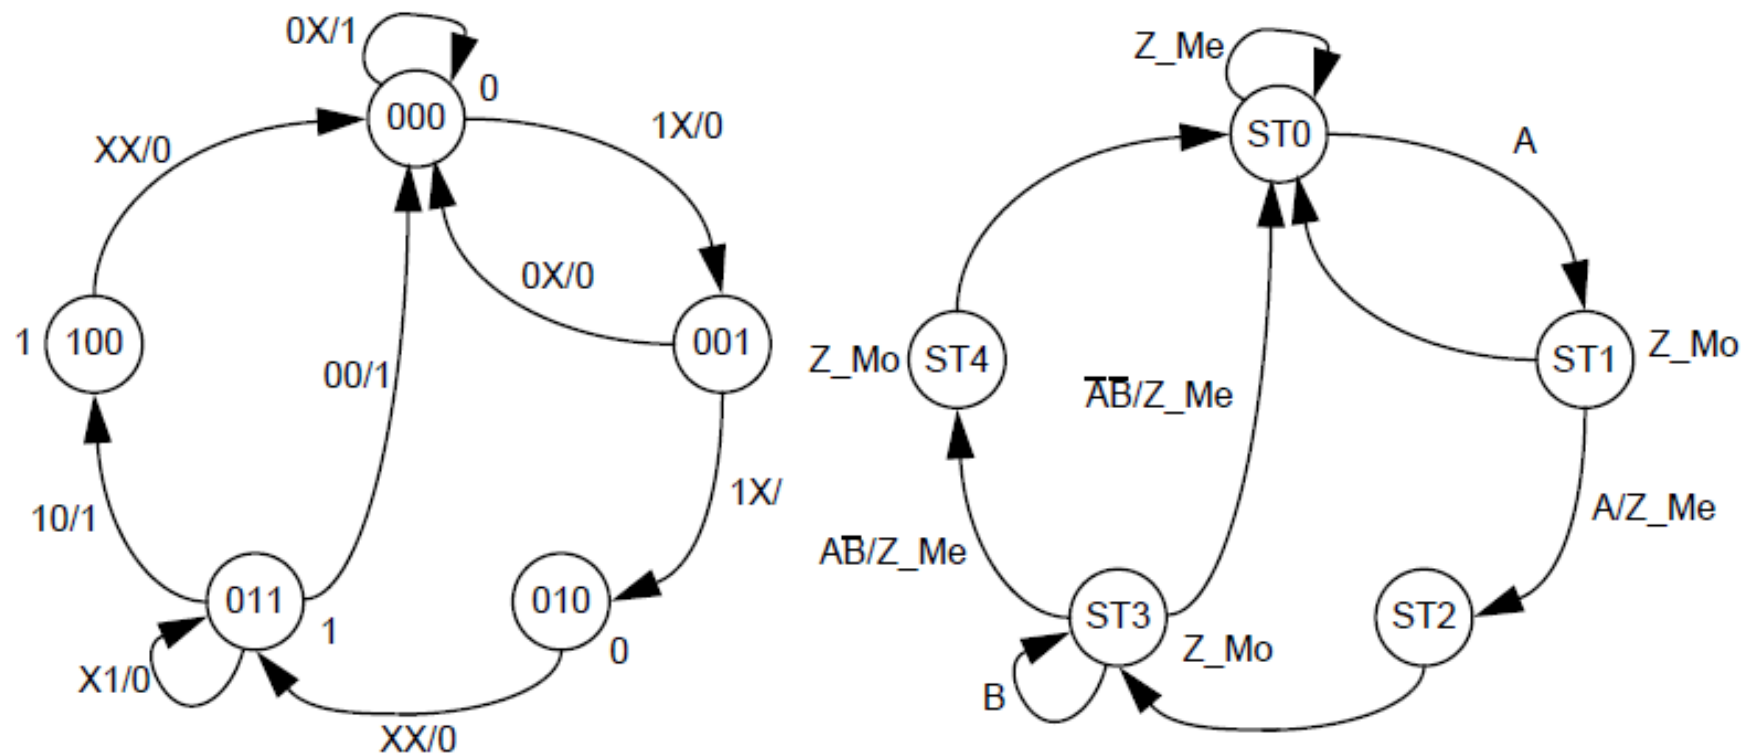 0X/1
000
0
1X/0
XX/0
0X/0
1
100
001
00/1
1X/
10/1
011
1
010
0
X1/0
XX/0
Z_Me
ST0
A
Z_Mo
ST4
ST1
Z_Mo
A̅B̅/Z_Me
A/Z_Me
AB̅/Z_Me
ST3
Z_Mo
ST2
B